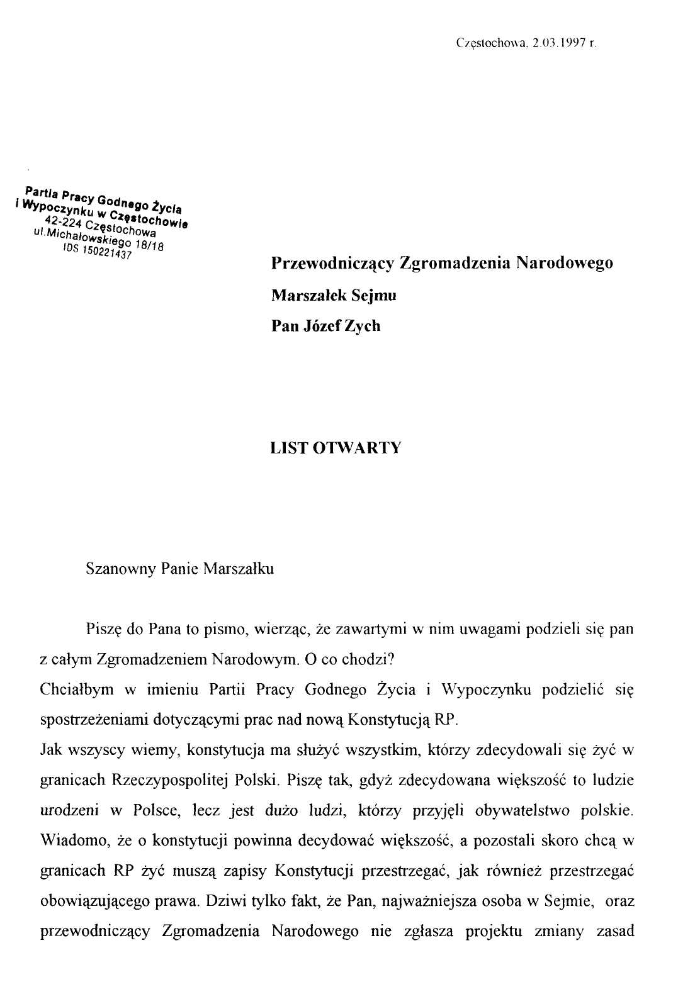 Częstochowa, 2.03.1997 r.
Partia Pracy Godnego Życia
i Wypoczynku w Częstochowie
42-224 Częstochowa
ul.Michałowskiego 18/18
IDS 150221437
Przewodniczący Zgromadzenia Narodowego
Marszałek Sejmu
Pan Józef Zych
LIST OTWARTY
Szanowny Panie Marszałku
Piszę do Pana to pismo, wierząc, że zawartymi w nim uwagami podzieli się pan
z całym Zgromadzeniem Narodowym. O co chodzi?
Chciałbym w imieniu Partii Pracy Godnego Życia i Wypoczynku podzielić się
spostrzeżeniami dotyczącymi prac nad nową Konstytucją RP.
Jak wszyscy wiemy, konstytucja ma służyć wszystkim, którzy zdecydowali się żyć w
granicach Rzeczypospolitej Polski. Piszę tak, gdyż zdecydowana większość to ludzie
urodzeni w Polsce, lecz jest dużo ludzi, którzy przyjęli obywatelstwo polskie.
Wiadomo, że o konstytucji powinna decydować większość, a pozostali skoro chcą w
granicach RP żyć muszą zapisy Konstytucji przestrzegać, jak również przestrzegać
obowiązującego prawa. Dziwi tylko fakt, że Pan, najważniejsza osoba w Sejmie, oraz
przewodniczący Zgromadzenia Narodowego nie zgłasza projektu zmiany zasad